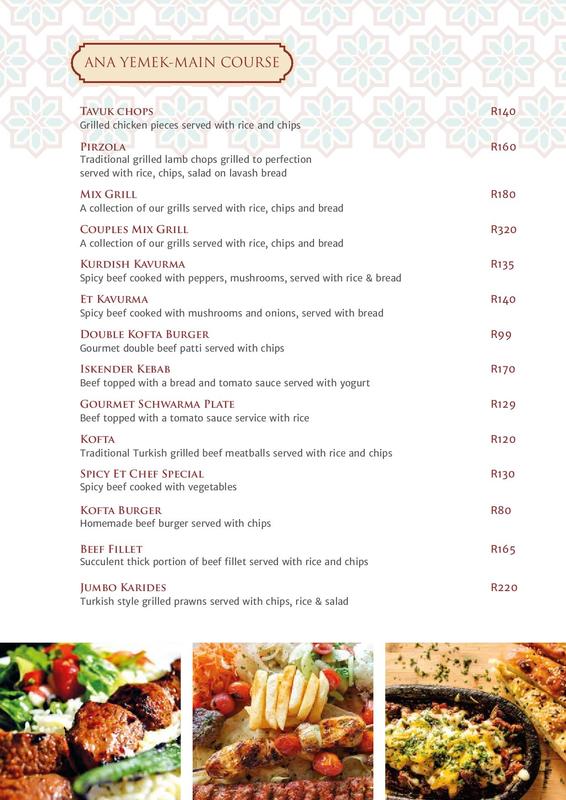 ANA YEMEK-MAIN COURSE
TAVUK CHOPS R140
Grilled chicken pieces served with rice and chips
PIRZOLA R160
Traditional grilled lamb chops grilled to perfection
served with rice, chips, salad on lavash bread
MIX GRILL R180
A collection of our grills served with rice, chips and bread
COUPLES MIX GRILL R320
A collection of our grills served with rice, chips and bread
KURDISH KAVURMA R135
Spicy beef cooked with peppers, mushrooms, served with rice & bread
ET KAVURMA R140
Spicy beef cooked with mushrooms and onions, served with bread
DOUBLE KOFTA BURGER R99
Gourmet double beef patti served with chips
ISKENDER KEBAB R170
Beef topped with a bread and tomato sauce served with yogurt
GOURMET SCHWARMA PLATE R129
Beef topped with a tomato sauce service with rice
KOFTA R120
Traditional Turkish grilled beef meatballs served with rice and chips
SPICY ET CHEF SPECIAL R130
Spicy beef cooked with vegetables
KOFTA BURGER R80
Homemade beef burger served with chips
BEEF FILLET R165
Succulent thick portion of beef fillet served with rice and chips
JUMBO KARIDES R220
Turkish style grilled prawns served with chips, rice & salad